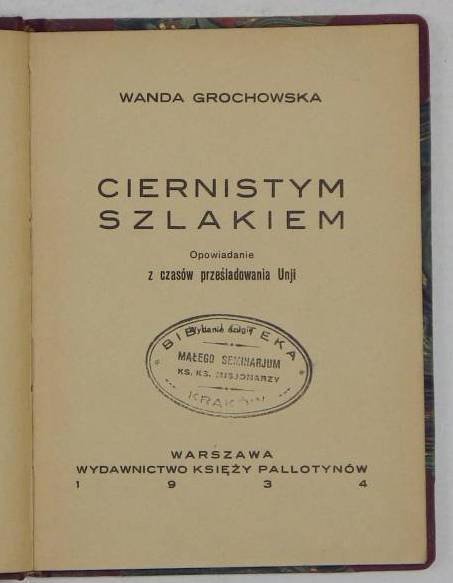 WANDA GROCHOWSKA
CIERNISTYM
SZLAKIEM
Opowiadanie
z czasów prześladowania Unji
Wydanie drugie
BIBLJOTEKA
MAŁEGO SEMINARJUM
KS. KS. MISJONARZY
KRAKÓW
WARSZAWA
WYDAWNICTWO KSIĘŻY PALLOTYNÓW
1 9 3 4